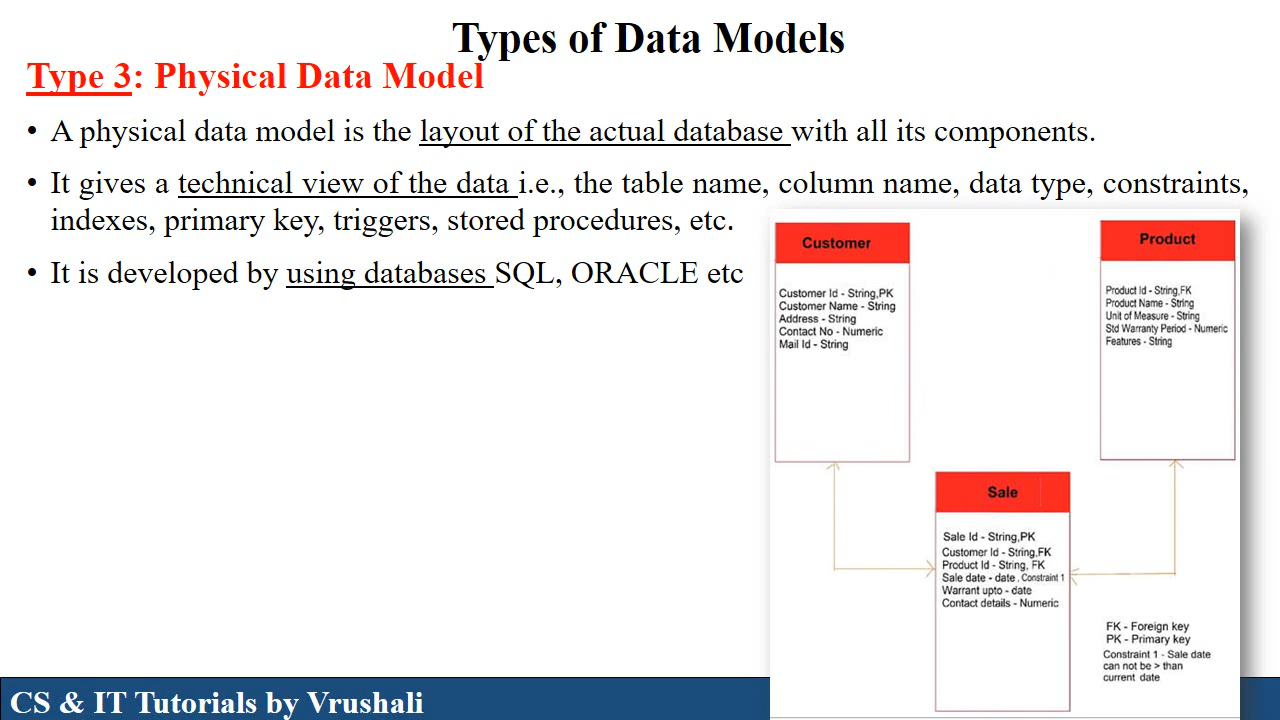 Types of Data Models
Type 3: Physical Data Model
• A physical data model is the layout of the actual database with all its components.
• It gives a technical view of the data i.e., the table name, column name, data type, constraints,
indexes, primary key, triggers, stored procedures, etc.
• It is developed by using databases SQL, ORACLE etc
Customer
Customer Id - String,PK
Customer Name - String
Address - String
Contact No - Numeric
Mail Id - String
Product
Product Id - String,FK
Product Name - String
Unit of Measure - String
Std Warranty Period - Numeric
Features - String
Sale
Sale Id - String,PK
Customer Id - String,FK
Product Id - String, FK
Sale date - date , Constraint 1
Warrant upto - date
Contact details - Numeric
FK - Foreign key
PK - Primary key
Constraint 1 - Sale date
can not be > than
current date
CS & IT Tutorials by Vrushali